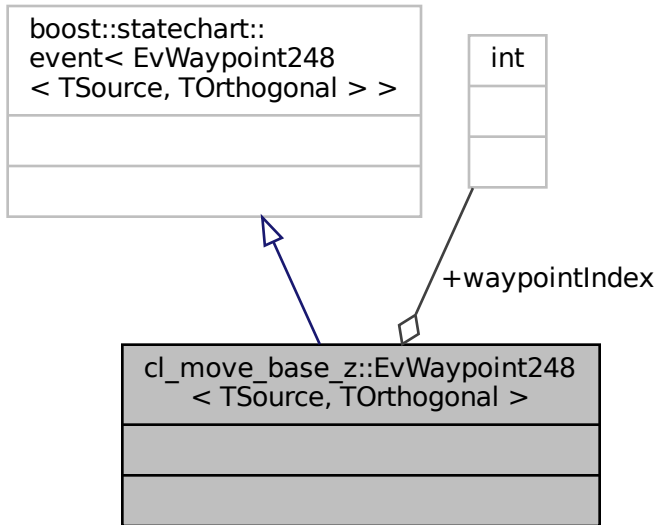 boost::statechart::
event< EvWaypoint248
< TSource, TOrthogonal > >
int
+waypointIndex
cl_move_base_z::EvWaypoint248
< TSource, TOrthogonal >